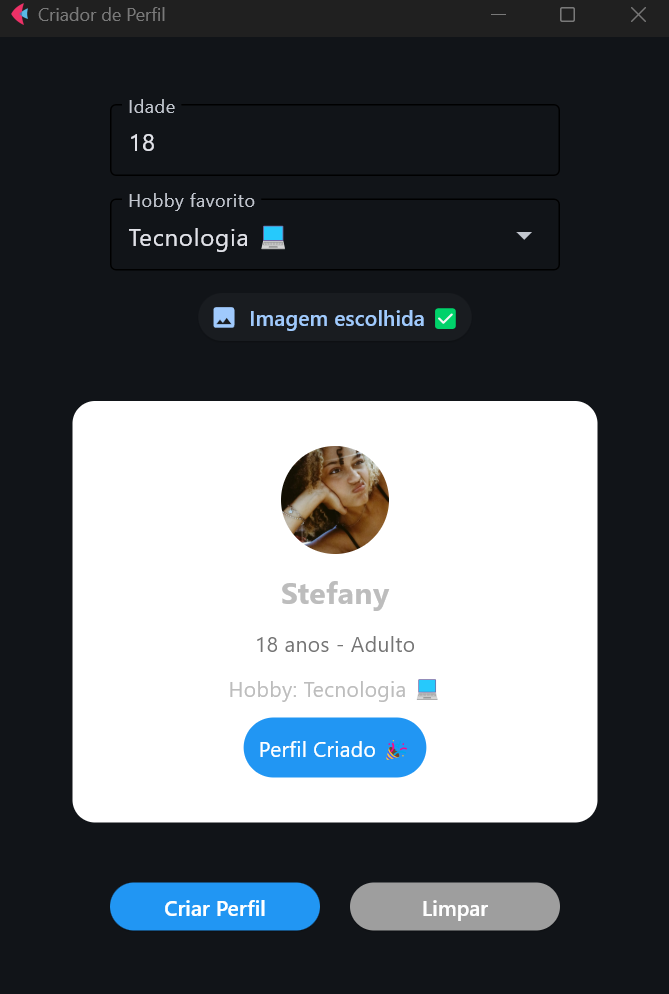 Criador de Perfil
Idade
18
Hobby favorito
Tecnologia 💻
Imagem escolhida ✅
Stefany
18 anos - Adulto
Hobby: Tecnologia 💻
Perfil Criado 🎉
Criar Perfil
Limpar